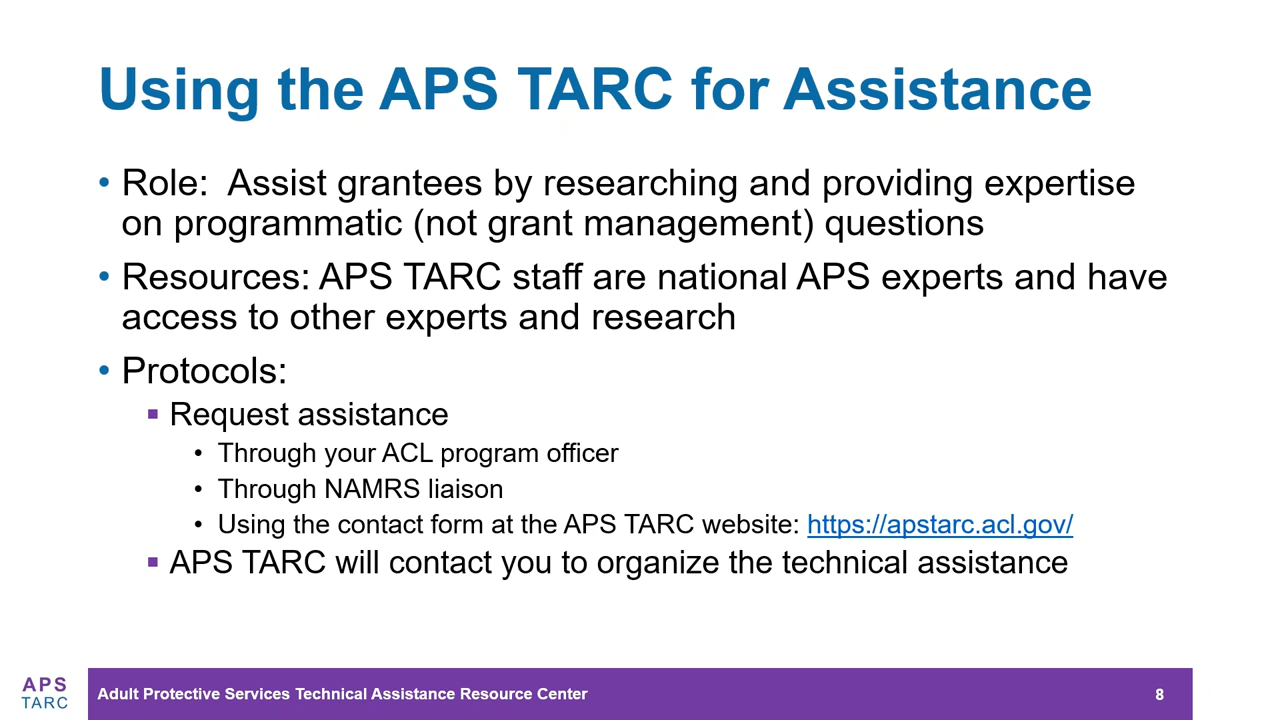 Using the APS TARC for Assistance
• Role:  Assist grantees by researching and providing expertise
on programmatic (not grant management) questions
• Resources: APS TARC staff are national APS experts and have
access to other experts and research
• Protocols:
▪ Request assistance
• Through your ACL program officer
• Through NAMRS liaison
• Using the contact form at the APS TARC website: https://apstarc.acl.gov/
▪ APS TARC will contact you to organize the technical assistance
APS
TARC
Adult Protective Services Technical Assistance Resource Center
8